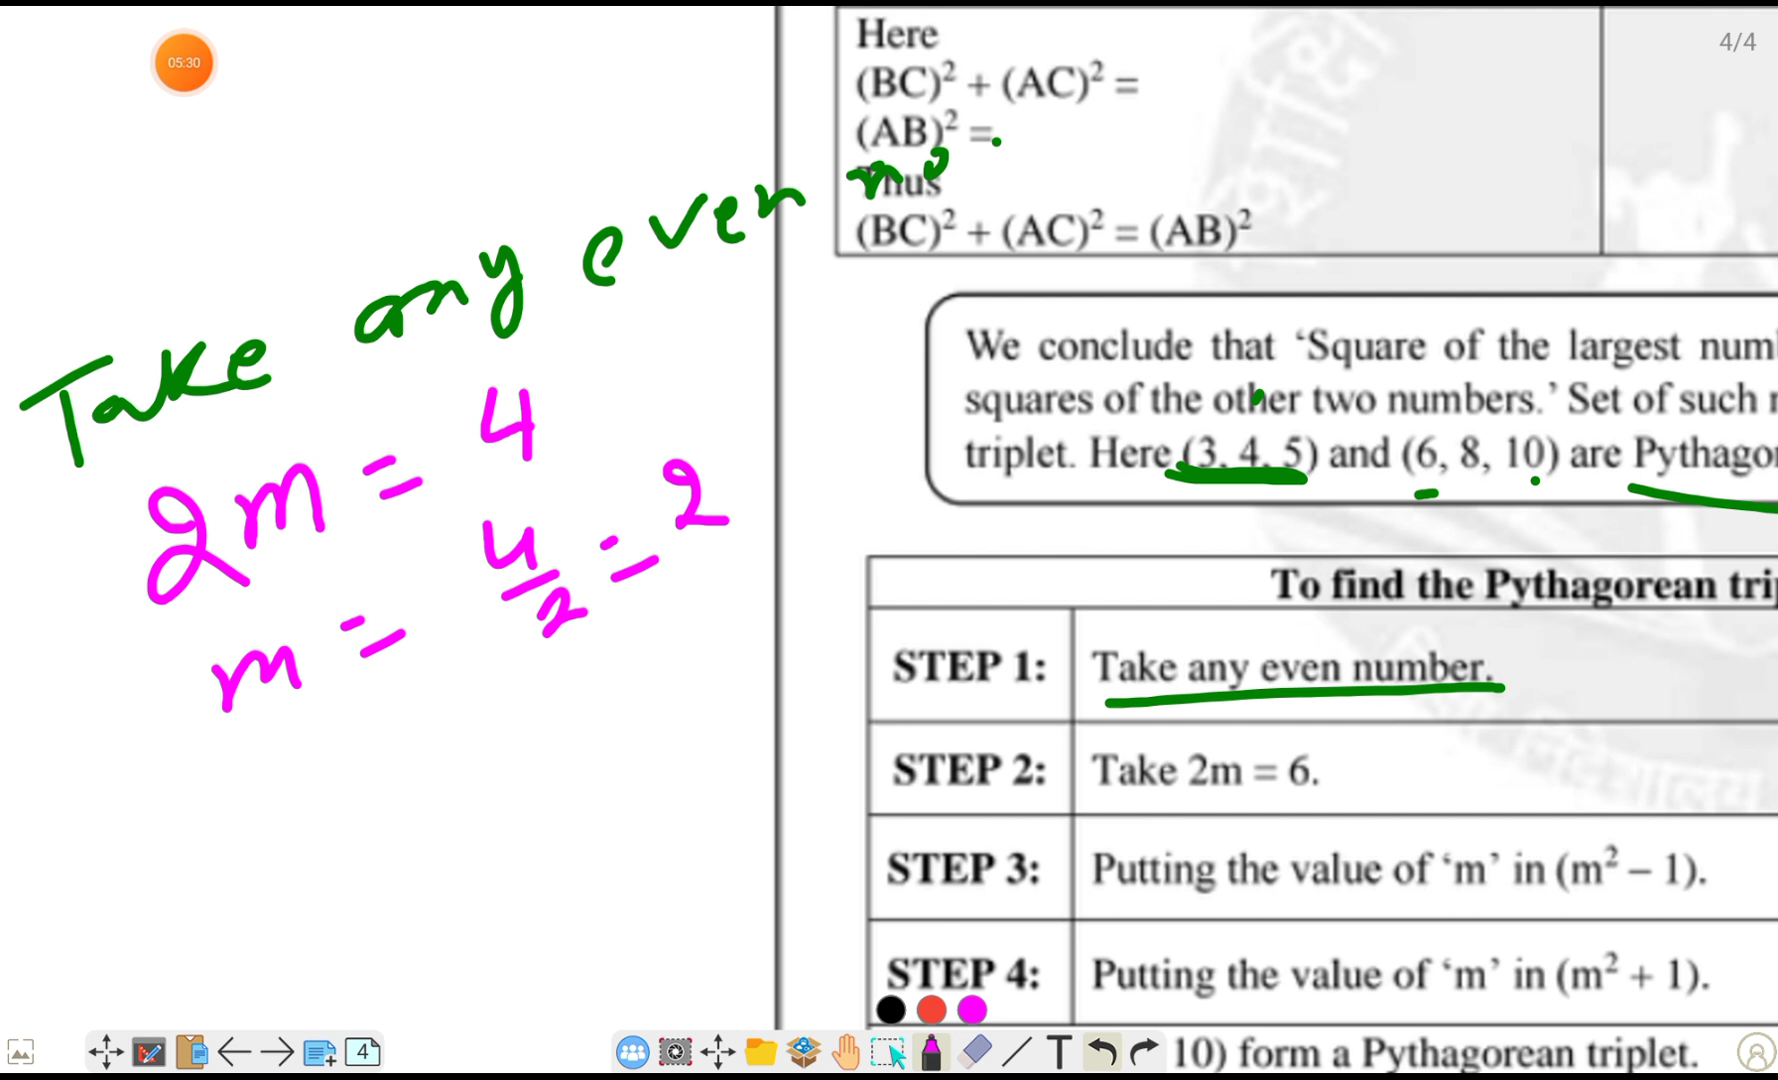 05:30
4/4
Here
(BC)² + (AC)² =
(AB)² =
Thus
(BC)² + (AC)² = (AB)²
Take any even no
2m = 4
m = 4/2 = 2
We conclude that ‘Square of the largest num
squares of the other two numbers.’ Set of such
triplet. Here (3, 4, 5) and (6, 8, 10) are Pythago
To find the Pythagorean tri
STEP 1: Take any even number.
STEP 2: Take 2m = 6.
STEP 3: Putting the value of ‘m’ in (m² – 1).
STEP 4: Putting the value of ‘m’ in (m² + 1).
10) form a Pythagorean triplet.
4
T